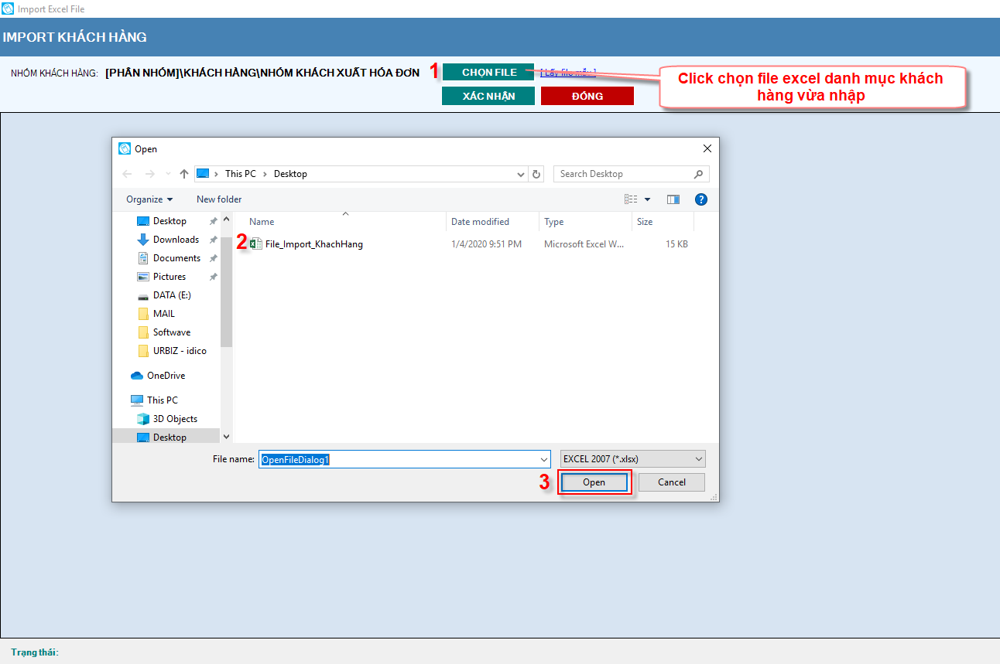 Import Excel File
IMPORT KHÁCH HÀNG
NHÓM KHÁCH HÀNG: [PHÂN NHÓM]\KHÁCH HÀNG\NHÓM KHÁCH XUẤT HÓA ĐƠN
1 CHỌN FILE [ Lấy file mẫu ]
Click chọn file excel danh mục khách
hàng vừa nhập
XÁC NHẬN ĐÓNG
Open
This PC > Desktop
Search Desktop
Organize New folder
Name Date modified Type Size
2 File_Import_KhachHang 1/4/2020 9:51 PM Microsoft Excel W... 15 KB
Desktop
Downloads
Documents
Pictures
DATA (E:)
MAIL
Softwave
URBIZ - idico
OneDrive
This PC
3D Objects
Desktop
File name: OpenFileDialog1 EXCEL 2007 (*.xlsx)
3 Open Cancel
Trạng thái: